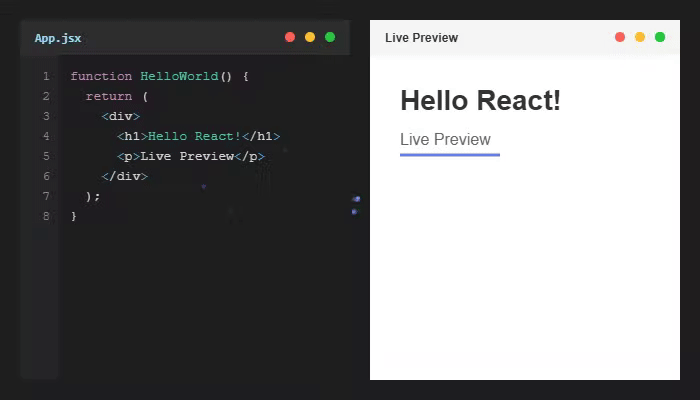 App.jsx
1 function HelloWorld() {
2 return (
3 <div>
4 <h1>Hello React!</h1>
5 <p>Live Preview</p>
6 </div>
7 );
8 }
Live Preview
Hello React!
Live Preview